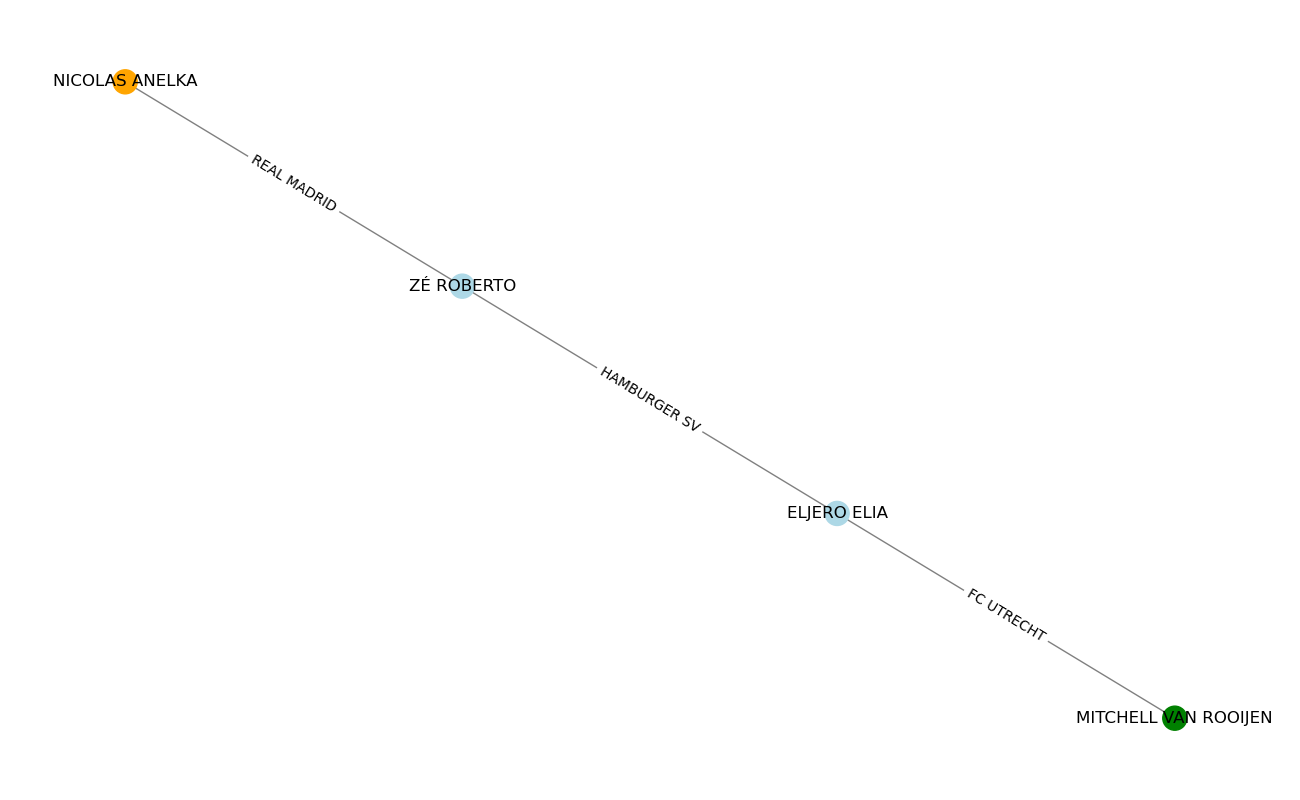 NICOLAS ANELKA
REAL MADRID
ZÉ ROBERTO
HAMBURGER SV
ELJERO ELIA
FC UTRECHT
MITCHELL VAN ROOIJEN